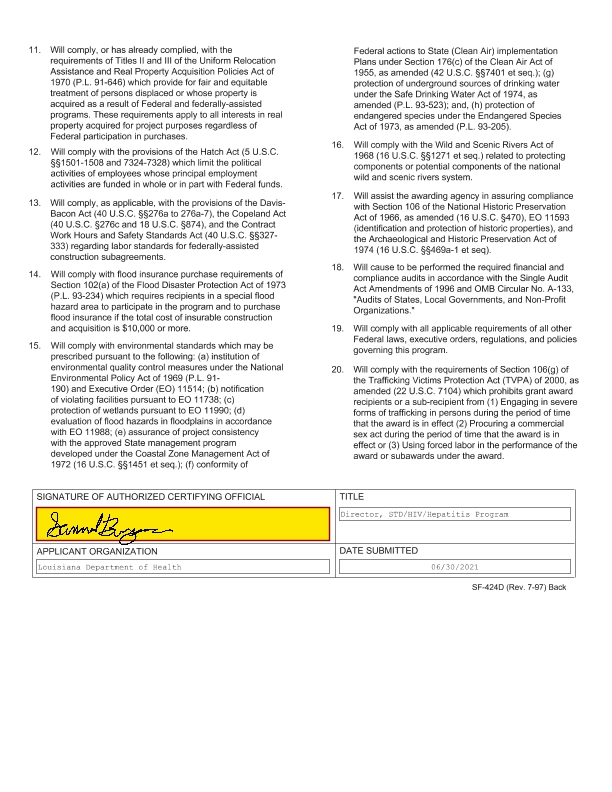 11. Will comply, or has already complied, with the
requirements of Titles II and III of the Uniform Relocation
Assistance and Real Property Acquisition Policies Act of
1970 (P.L. 91-646) which provide for fair and equitable
treatment of persons displaced or whose property is
acquired as a result of Federal and federally-assisted
programs. These requirements apply to all interests in real
property acquired for project purposes regardless of
Federal participation in purchases.
12. Will comply with the provisions of the Hatch Act (5 U.S.C.
§§1501-1508 and 7324-7328) which limit the political
activities of employees whose principal employment
activities are funded in whole or in part with Federal funds.
13. Will comply, as applicable, with the provisions of the Davis-
Bacon Act (40 U.S.C. §§276a to 276a-7), the Copeland Act
(40 U.S.C. §276c and 18 U.S.C. §874), and the Contract
Work Hours and Safety Standards Act (40 U.S.C. §§327-
333) regarding labor standards for federally-assisted
construction subagreements.
14. Will comply with flood insurance purchase requirements of
Section 102(a) of the Flood Disaster Protection Act of 1973
(P.L. 93-234) which requires recipients in a special flood
hazard area to participate in the program and to purchase
flood insurance if the total cost of insurable construction
and acquisition is $10,000 or more.
15. Will comply with environmental standards which may be
prescribed pursuant to the following: (a) institution of
environmental quality control measures under the National
Environmental Policy Act of 1969 (P.L. 91-
190) and Executive Order (EO) 11514; (b) notification
of violating facilities pursuant to EO 11738; (c)
protection of wetlands pursuant to EO 11990; (d)
evaluation of flood hazards in floodplains in accordance
with EO 11988; (e) assurance of project consistency
with the approved State management program
developed under the Coastal Zone Management Act of
1972 (16 U.S.C. §§1451 et seq.); (f) conformity of
Federal actions to State (Clean Air) implementation
Plans under Section 176(c) of the Clean Air Act of
1955, as amended (42 U.S.C. §§7401 et seq.); (g)
protection of underground sources of drinking water
under the Safe Drinking Water Act of 1974, as
amended (P.L. 93-523); and, (h) protection of
endangered species under the Endangered Species
Act of 1973, as amended (P.L. 93-205).
16. Will comply with the Wild and Scenic Rivers Act of
1968 (16 U.S.C. §§1271 et seq.) related to protecting
components or potential components of the national
wild and scenic rivers system.
17. Will assist the awarding agency in assuring compliance
with Section 106 of the National Historic Preservation
Act of 1966, as amended (16 U.S.C. §470), EO 11593
(identification and protection of historic properties), and
the Archaeological and Historic Preservation Act of
1974 (16 U.S.C. §§469a-1 et seq).
18. Will cause to be performed the required financial and
compliance audits in accordance with the Single Audit
Act Amendments of 1996 and OMB Circular No. A-133,
"Audits of States, Local Governments, and Non-Profit
Organizations."
19. Will comply with all applicable requirements of all other
Federal laws, executive orders, regulations, and policies
governing this program.
20. Will comply with the requirements of Section 106(g) of
the Trafficking Victims Protection Act (TVPA) of 2000, as
amended (22 U.S.C. 7104) which prohibits grant award
recipients or a sub-recipient from (1) Engaging in severe
forms of trafficking in persons during the period of time
that the award is in effect (2) Procuring a commercial
sex act during the period of time that the award is in
effect or (3) Using forced labor in the performance of the
award or subawards under the award.
SIGNATURE OF AUTHORIZED CERTIFYING OFFICIAL
TITLE
Director, STD/HIV/Hepatitis Program
APPLICANT ORGANIZATION
DATE SUBMITTED
Louisiana Department of Health
06/30/2021
SF-424D (Rev. 7-97) Back